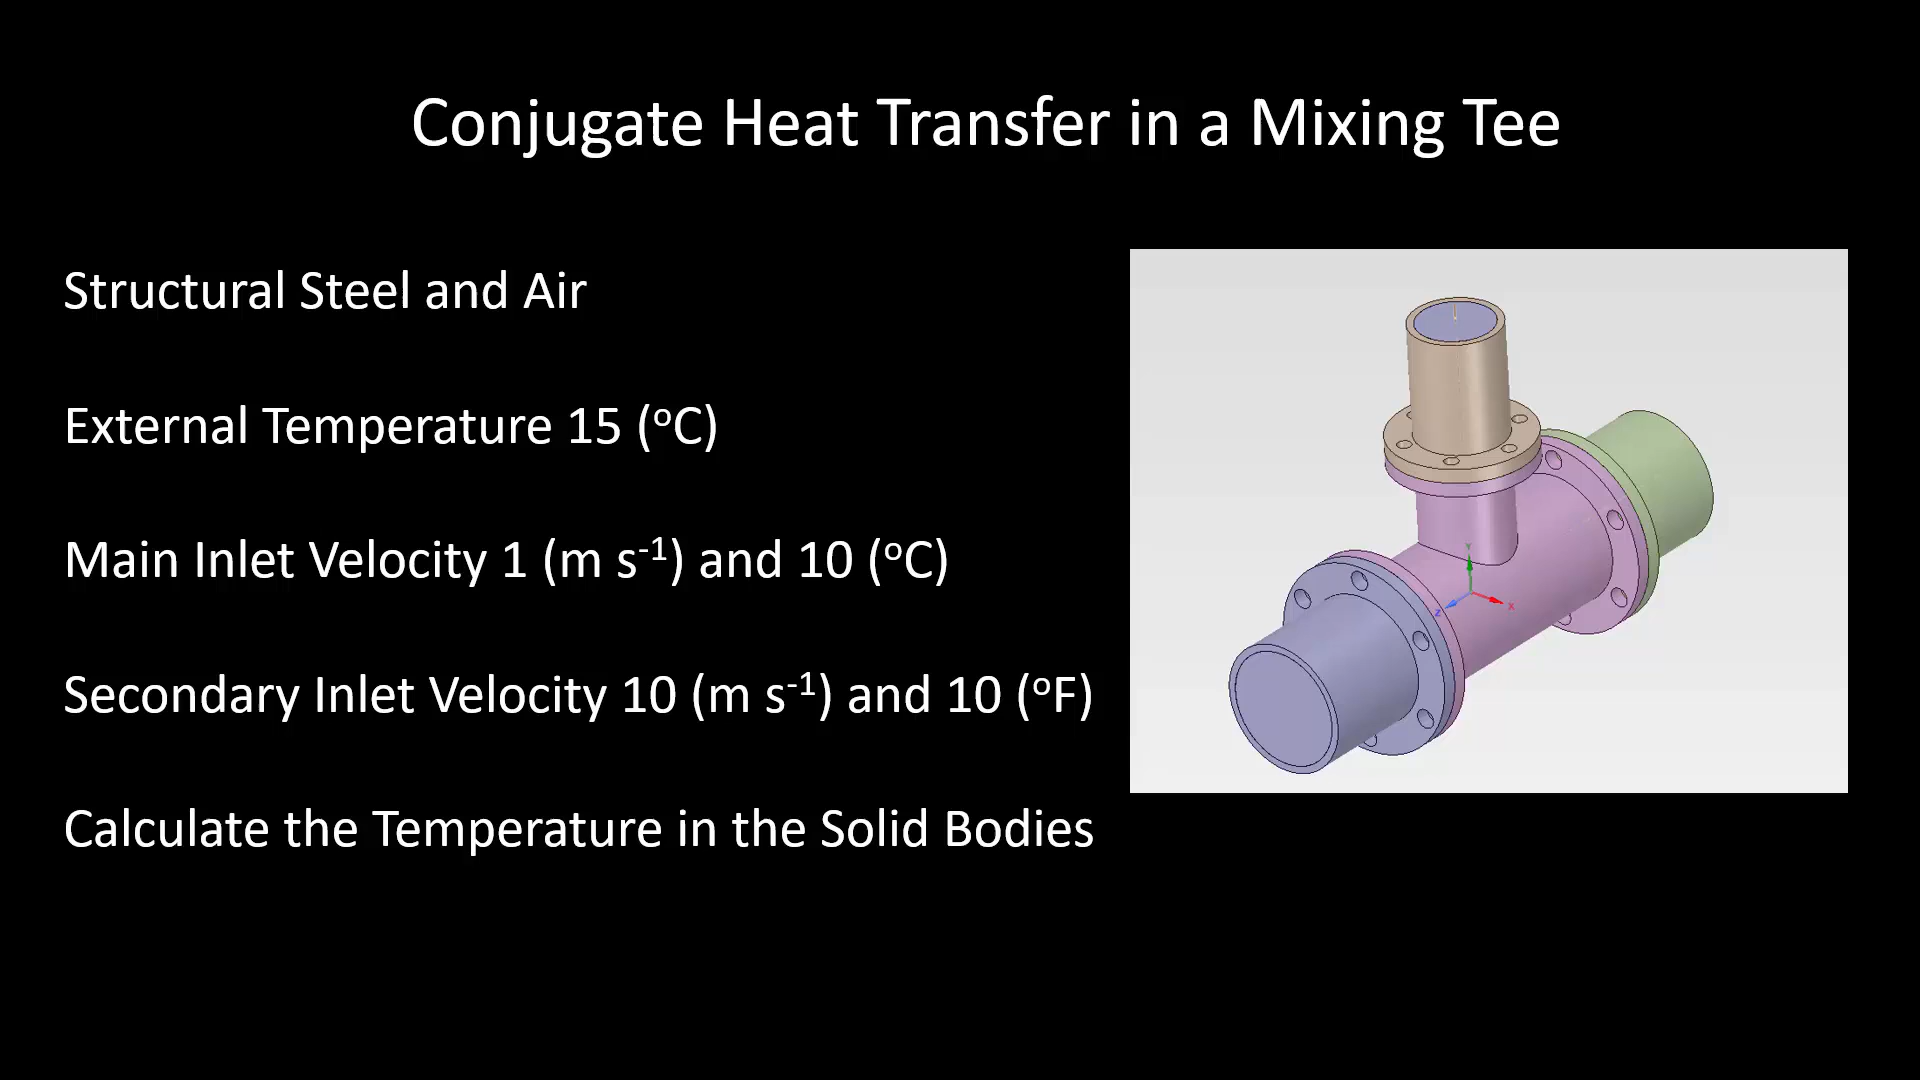 Conjugate Heat Transfer in a Mixing Tee
Structural Steel and Air
External Temperature 15 (ºC)
Main Inlet Velocity 1 (m s⁻¹) and 10 (ºC)
Secondary Inlet Velocity 10 (m s⁻¹) and 10 (ºF)
Calculate the Temperature in the Solid Bodies
Y
Z
X